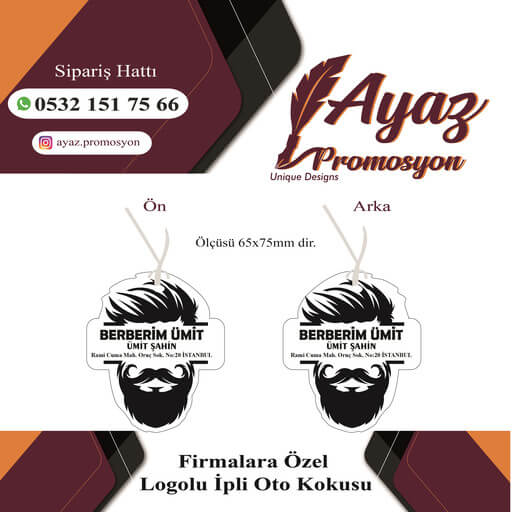 Sipariş Hattı
0532 151 75 66
ayaz.promosyon
Ayaz
Promosyon
Unique Designs
Ön
Arka
Ölçüsü 65x75mm dir.
BERBERİM ÜMİT
ÜMİT ŞAHİN
Rami Cuma Mah. Oruç Sok. No:20 İSTANBUL
BERBERİM ÜMİT
ÜMİT ŞAHİN
Rami Cuma Mah. Oruç Sok. No:20 İSTANBUL
Firmalara Özel
Logolu İpli Oto Kokusu